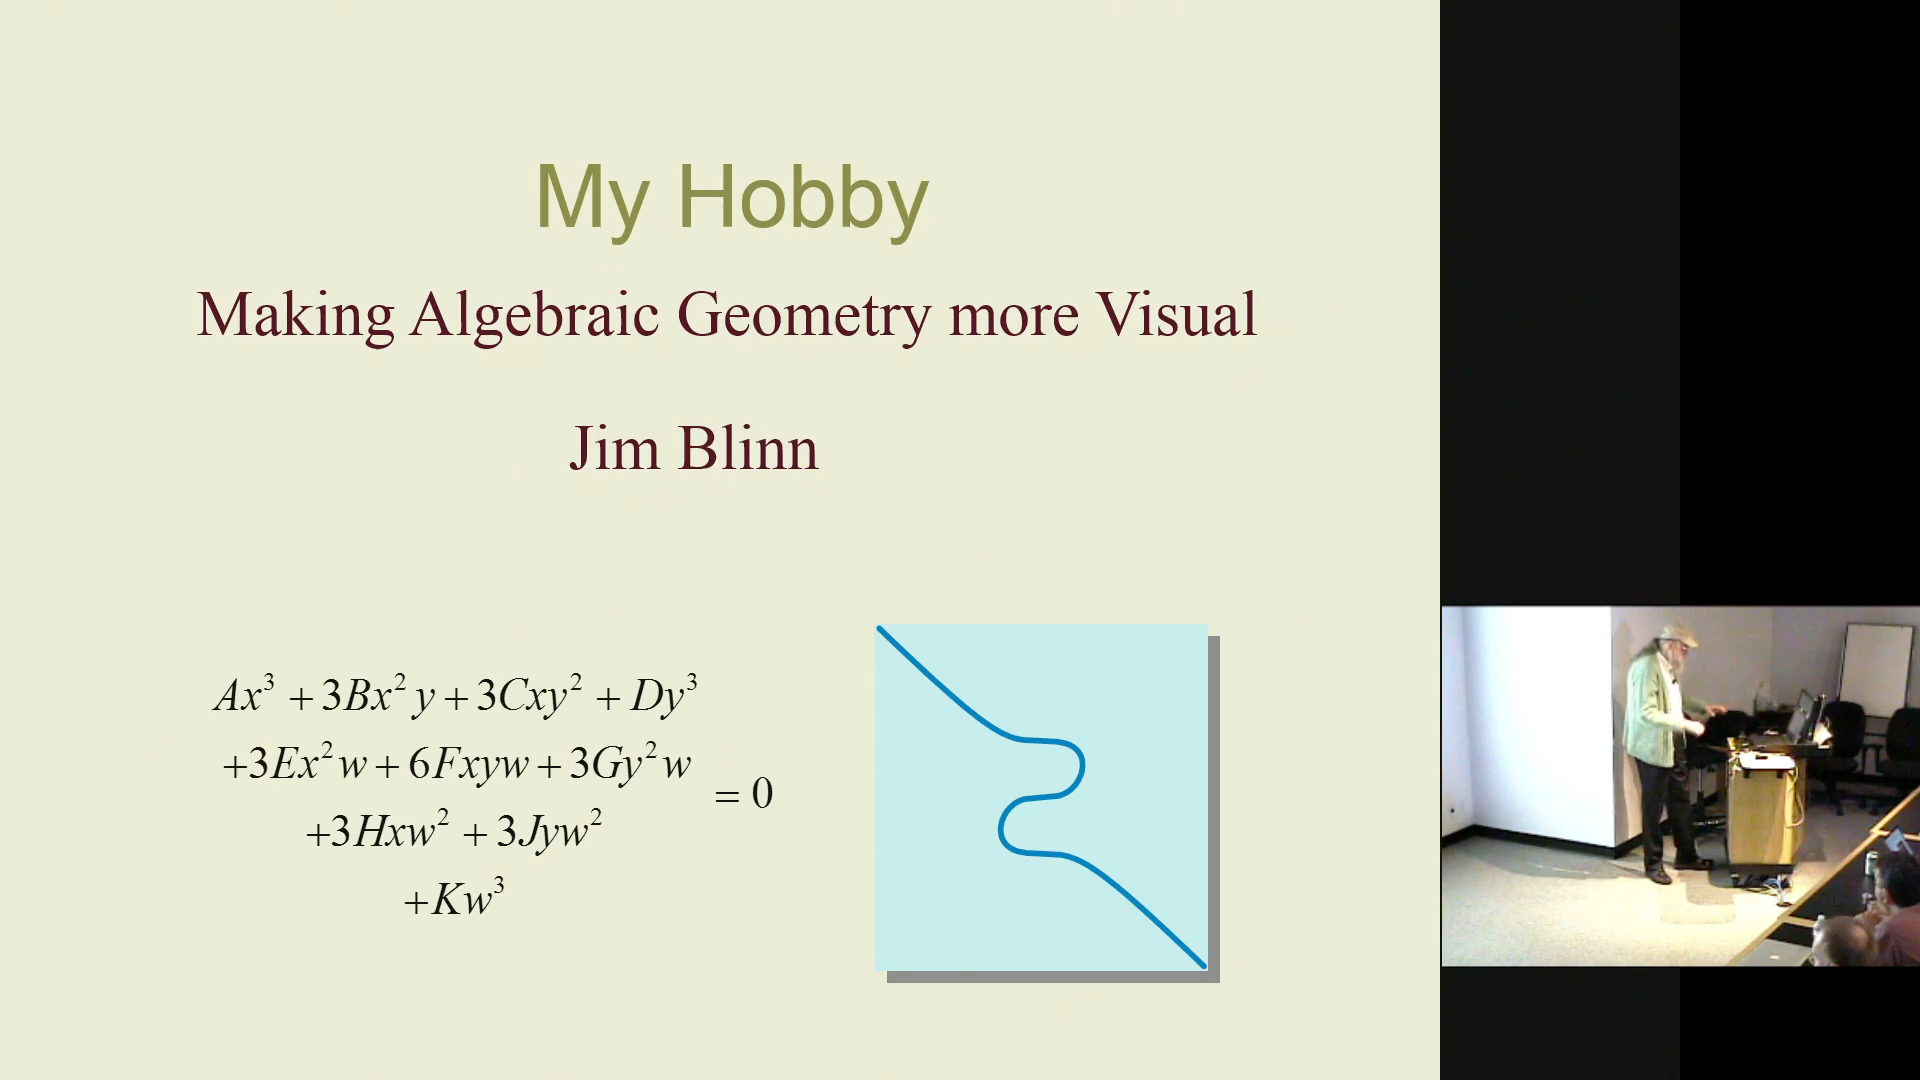 My Hobby
Making Algebraic Geometry more Visual
Jim Blinn
Ax³ + 3Bx²y + 3Cxy² + Dy³
+3Ex²w + 6Fxyw + 3Gy²w
= 0
+3Hxw² + 3Jyw²
+Kw³